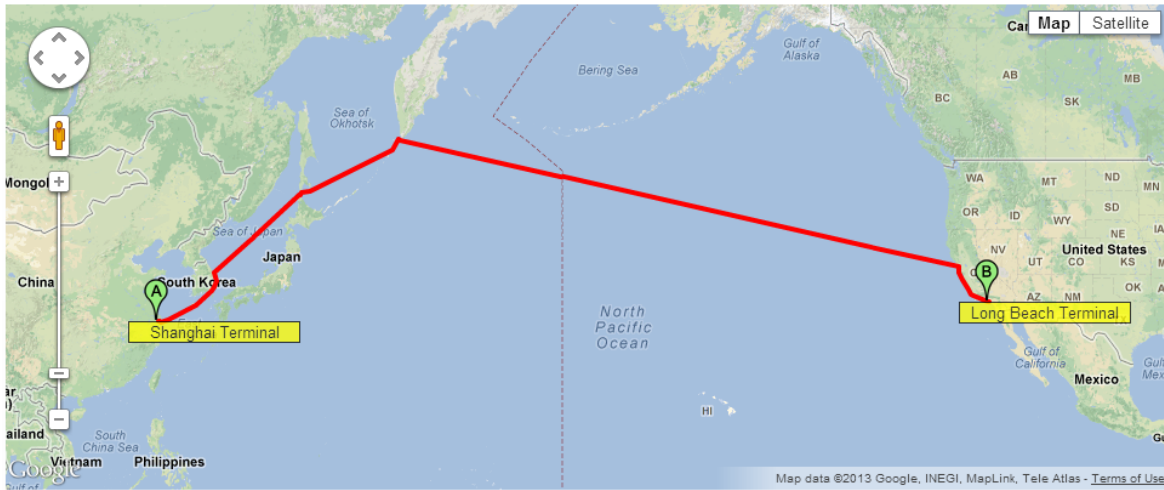 Map Satellite
Gulf of
Alaska
Bering Sea
AB
MB
SK
BC
Sea of
Okhotsk
WA
MT
ND
MN
OR
ID
SD
WY
NE
IA
NV
UT
CO
KS
United States
OK
AZ
NM
Sea of Japan
Japan
China
South Korea
A
B
Shanghai Terminal
Long Beach Terminal
North
Pacific
Ocean
Gulf of
California
Mexico
HI
South
China Sea
Vietnam
Philippines
Google
Map data ©2013 Google, INEGI, MapLink, Tele Atlas - Terms of Use